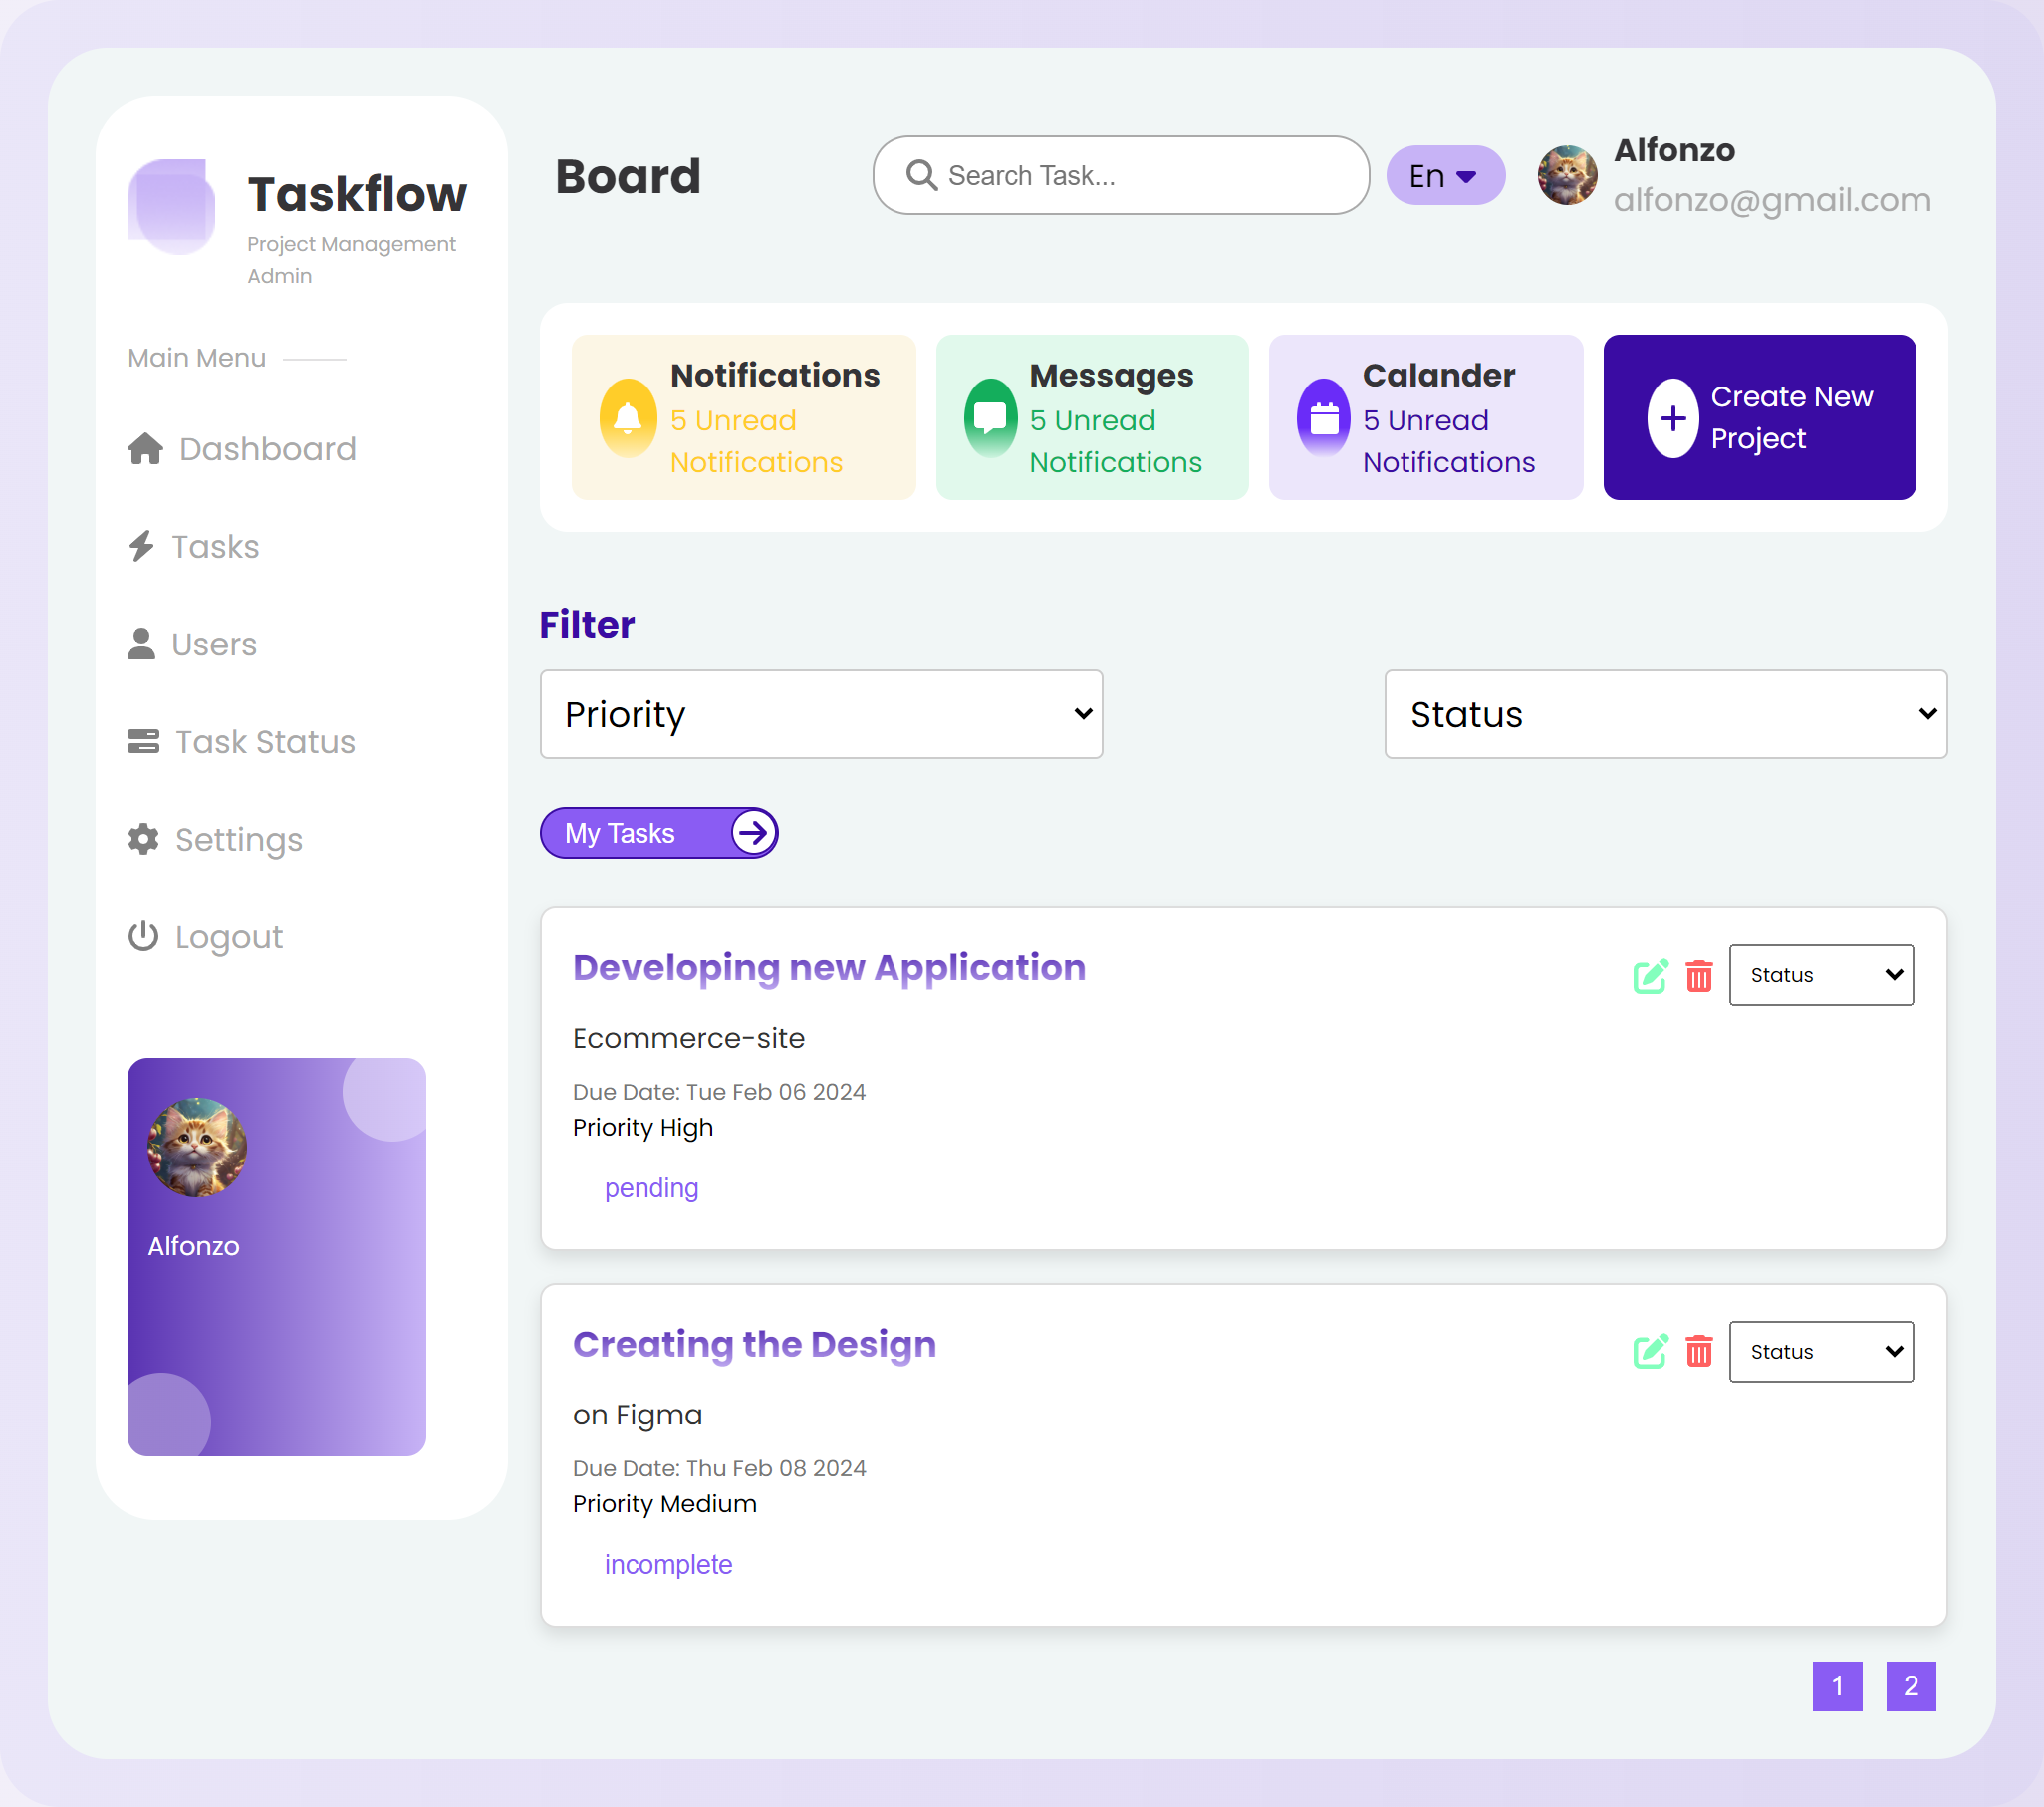 Taskflow
Project Management
Admin
Main Menu
Dashboard
Tasks
Users
Task Status
Settings
Logout
Alfonzo
Board
Search Task...
En
Alfonzo
alfonzo@gmail.com
Notifications
5 Unread
Notifications
Messages
5 Unread
Notifications
Calander
5 Unread
Notifications
Create New
Project
Filter
Priority
Status
My Tasks
Developing new Application
Status
Ecommerce-site
Due Date: Tue Feb 06 2024
Priority High
pending
Creating the Design
Status
on Figma
Due Date: Thu Feb 08 2024
Priority Medium
incomplete
1 2